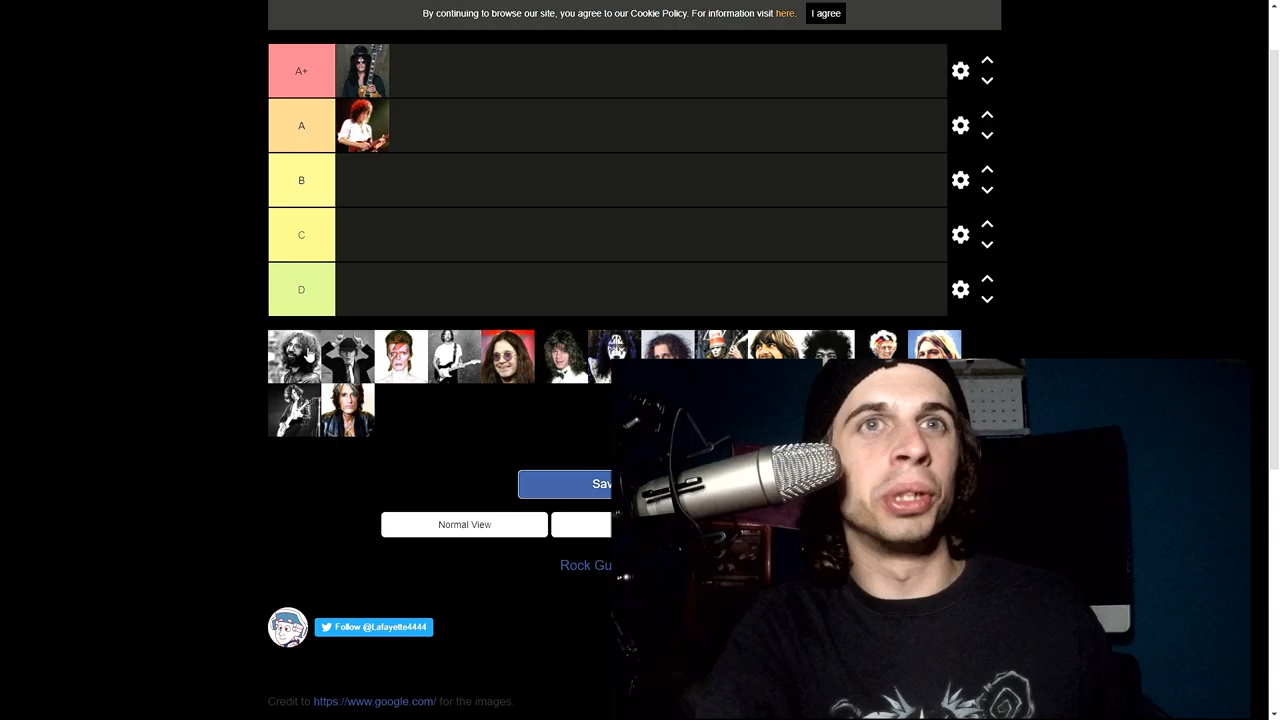 By continuing to browse our site, you agree to our Cookie Policy. For information visit here. I agree
A+
A
B
C
D
Sav
Normal View
Rock Gu
Follow @Lafayette4444
Credit to https://www.google.com/ for the images.